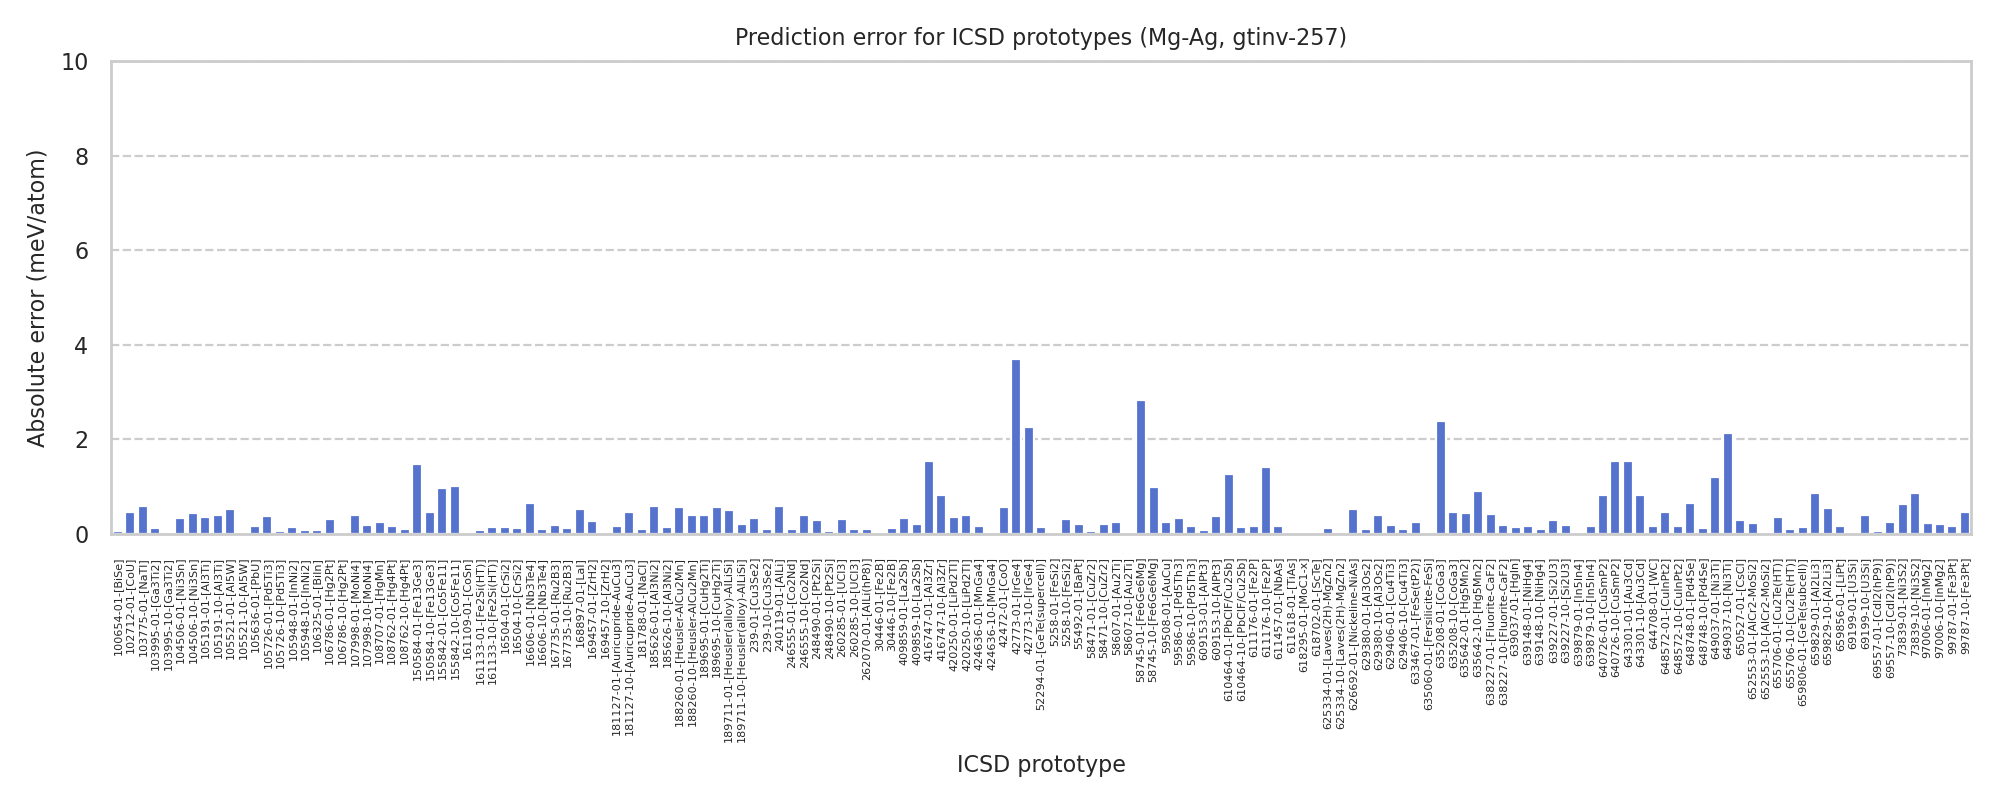 Prediction error for ICSD prototypes (Mg-Ag, gtinv-257)
Absolute error (meV/atom)
10
8
6
4
2
0
100654-01-[BiSe]
102712-01-[CoU]
103775-01-[NaTl]
103995-01-[Ga3Ti2]
103995-10-[Ga3Ti2]
104506-01-[Ni3Sn]
104506-10-[Ni3Sn]
105191-01-[Al3Ti]
105191-10-[Al3Ti]
105521-01-[Al5W]
105521-10-[Al5W]
105636-01-[PbU]
105726-01-[Pd5Ti3]
105726-10-[Pd5Ti3]
105948-01-[InNi2]
105948-10-[InNi2]
106325-01-[BiIn]
106786-01-[Hg2Pt]
106786-10-[Hg2Pt]
107998-01-[MoNi4]
107998-10-[MoNi4]
108707-01-[HgMn]
108762-01-[Hg4Pt]
108762-10-[Hg4Pt]
150584-01-[Fe13Ge3]
150584-10-[Fe13Ge3]
155842-01-[Co5Fe11]
155842-10-[Co5Fe11]
161109-01-[CoSn]
161133-01-[Fe2Si(HT)]
161133-10-[Fe2Si(HT)]
16504-01-[CrSi2]
16504-10-[CrSi2]
16606-01-[Nb3Te4]
16606-10-[Nb3Te4]
167735-01-[Ru2B3]
167735-10-[Ru2B3]
168897-01-[LaI]
169457-01-[ZrH2]
169457-10-[ZrH2]
181127-01-[Auricupride-AuCu3]
181127-10-[Auricupride-AuCu3]
181788-01-[NaCl]
185626-01-[Al3Ni2]
185626-10-[Al3Ni2]
188260-01-[Heusler-AlCu2Mn]
188260-10-[Heusler-AlCu2Mn]
189695-01-[CuHg2Ti]
189695-10-[CuHg2Ti]
189711-01-[Heusler(alloy)-AlLiSi]
189711-10-[Heusler(alloy)-AlLiSi]
239-01-[Cu3Se2]
239-10-[Cu3Se2]
240119-01-[AlLi]
246555-01-[Co2Nd]
246555-10-[Co2Nd]
248490-01-[Pt2Si]
248490-10-[Pt2Si]
260285-01-[UCl3]
260285-10-[UCl3]
262070-01-[AlLi(hP8)]
30446-01-[Fe2B]
30446-10-[Fe2B]
409859-01-[La2Sb]
409859-10-[La2Sb]
416747-01-[Al3Zr]
416747-10-[Al3Zr]
420250-01-[LiPd2Tl]
420250-10-[LiPd2Tl]
424636-01-[MnGa4]
424636-10-[MnGa4]
42472-01-[CoO]
42773-01-[IrGe4]
42773-10-[IrGe4]
52294-01-[GeTe(supercell)]
5258-01-[FeSi2]
5258-10-[FeSi2]
55492-01-[BaPt]
58471-01-[CuZr2]
58471-10-[CuZr2]
58607-01-[Au2Ti]
58607-10-[Au2Ti]
58745-01-[Fe6Ge6Mg]
58745-10-[Fe6Ge6Mg]
59508-01-[AuCu]
59586-01-[Pd5Th3]
59586-10-[Pd5Th3]
609153-01-[AlPt3]
609153-10-[AlPt3]
610464-01-[PbClF/Cu2Sb]
610464-10-[PbClF/Cu2Sb]
611176-01-[Fe2P]
611176-10-[Fe2P]
611457-01-[NbAs]
611618-01-[TiAs]
618295-01-[MoC1-x]
618702-01-[ScTe]
625334-01-[Laves(2H)-MgZn2]
625334-10-[Laves(2H)-MgZn2]
626692-01-[Nickeline-NiAs]
629380-01-[Al3Os2]
629380-10-[Al3Os2]
629406-01-[Cu4Ti3]
629406-10-[Cu4Ti3]
633467-01-[FeSe(tP2)]
635060-01-[Fersilicite-FeSi]
635208-01-[CoGa3]
635208-10-[CoGa3]
635642-01-[Hg5Mn2]
635642-10-[Hg5Mn2]
638227-01-[Fluorite-CaF2]
638227-10-[Fluorite-CaF2]
639037-01-[HgIn]
639148-01-[NiHg4]
639148-10-[NiHg4]
639227-01-[Si2U3]
639227-10-[Si2U3]
639879-01-[In5In4]
639879-10-[In5In4]
640726-01-[CuSmP2]
640726-10-[CuSmP2]
643301-01-[Au3Cd]
643301-10-[Au3Cd]
644708-01-[WC]
648572-01-[CuInPt2]
648572-10-[CuInPt2]
648748-01-[Pd4Se]
648748-10-[Pd4Se]
649037-01-[Ni3Ti]
649037-10-[Ni3Ti]
650527-01-[CsCl]
652553-01-[AlCr2-MoSi2]
652553-10-[AlCr2-MoSi2]
655706-01-[Cu2Te(HT)]
655706-10-[Cu2Te(HT)]
659806-01-[GeTe(subcell)]
659829-01-[Al2Li3]
659829-10-[Al2Li3]
659856-01-[LiPt]
69199-01-[U3Si]
69199-10-[U3Si]
69557-01-[CdI2(hP9)]
69557-10-[CdI2(hP9)]
73839-01-[Ni3S2]
73839-10-[Ni3S2]
97006-01-[InMg2]
97006-10-[InMg2]
99787-01-[Fe3Pt]
99787-10-[Fe3Pt]
ICSD prototype